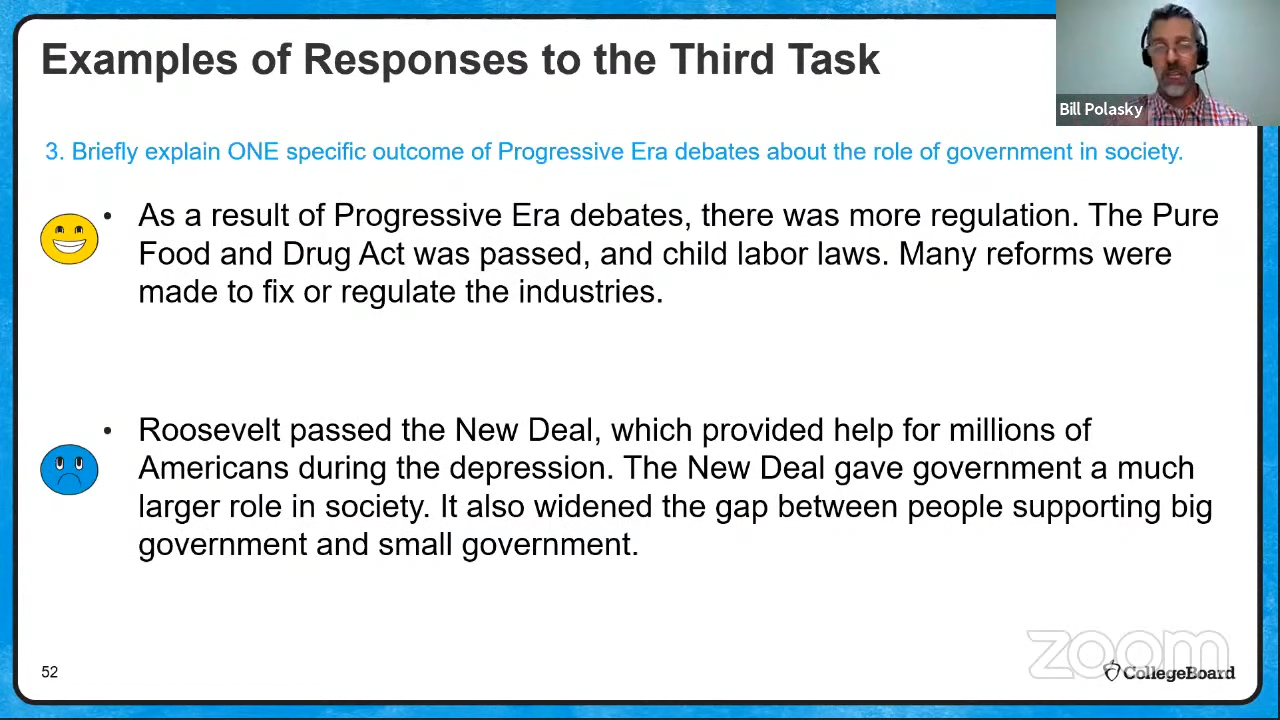 Examples of Responses to the Third Task
Bill Polasky
3. Briefly explain ONE specific outcome of Progressive Era debates about the role of government in society.
• As a result of Progressive Era debates, there was more regulation. The Pure
Food and Drug Act was passed, and child labor laws. Many reforms were
made to fix or regulate the industries.
• Roosevelt passed the New Deal, which provided help for millions of
Americans during the depression. The New Deal gave government a much
larger role in society. It also widened the gap between people supporting big
government and small government.
52
zoom
CollegeBoard